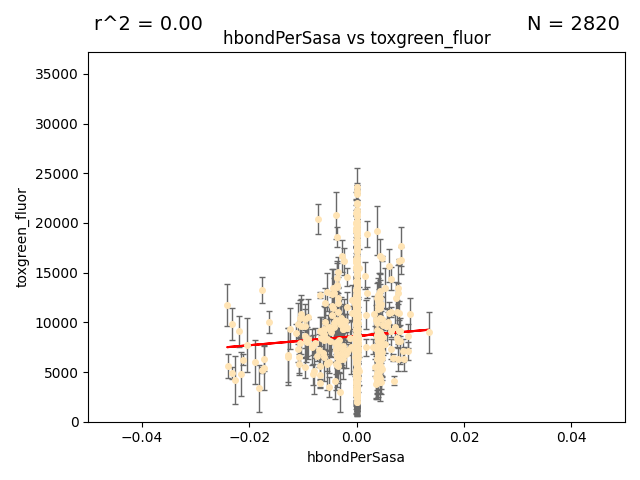 r^2 = 0.00
N = 2820
hbondPerSasa vs toxgreen_fluor
35000
30000
25000
20000
15000
10000
5000
0
toxgreen_fluor
−0.04
−0.02
0.00
0.02
0.04
hbondPerSasa